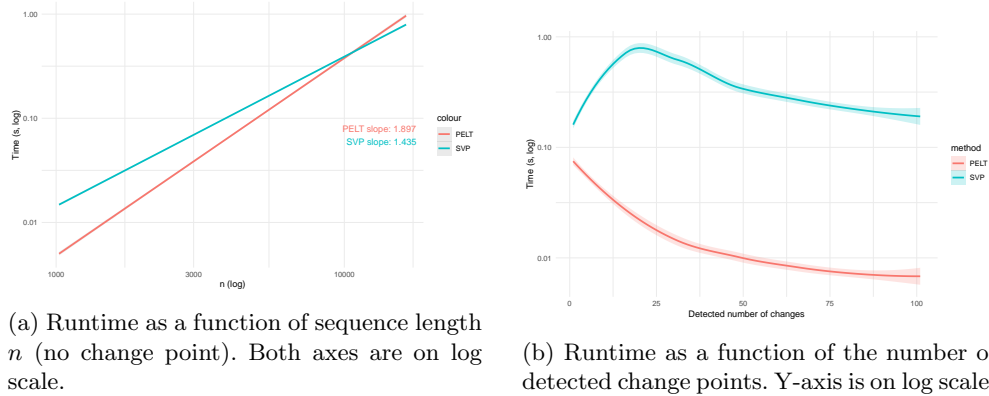 1.00
0.10
0.01
Time (s, log)
1000
3000
10000
n (log)
PELT slope: 1.897
SVP slope: 1.435
colour
PELT
SVP
(a) Runtime as a function of sequence length
n (no change point). Both axes are on log
scale.
1.00
0.10
0.01
Time (s, log)
0
25
50
75
100
Detected number of changes
method
PELT
SVP
(b) Runtime as a function of the number o
detected change points. Y-axis is on log scale